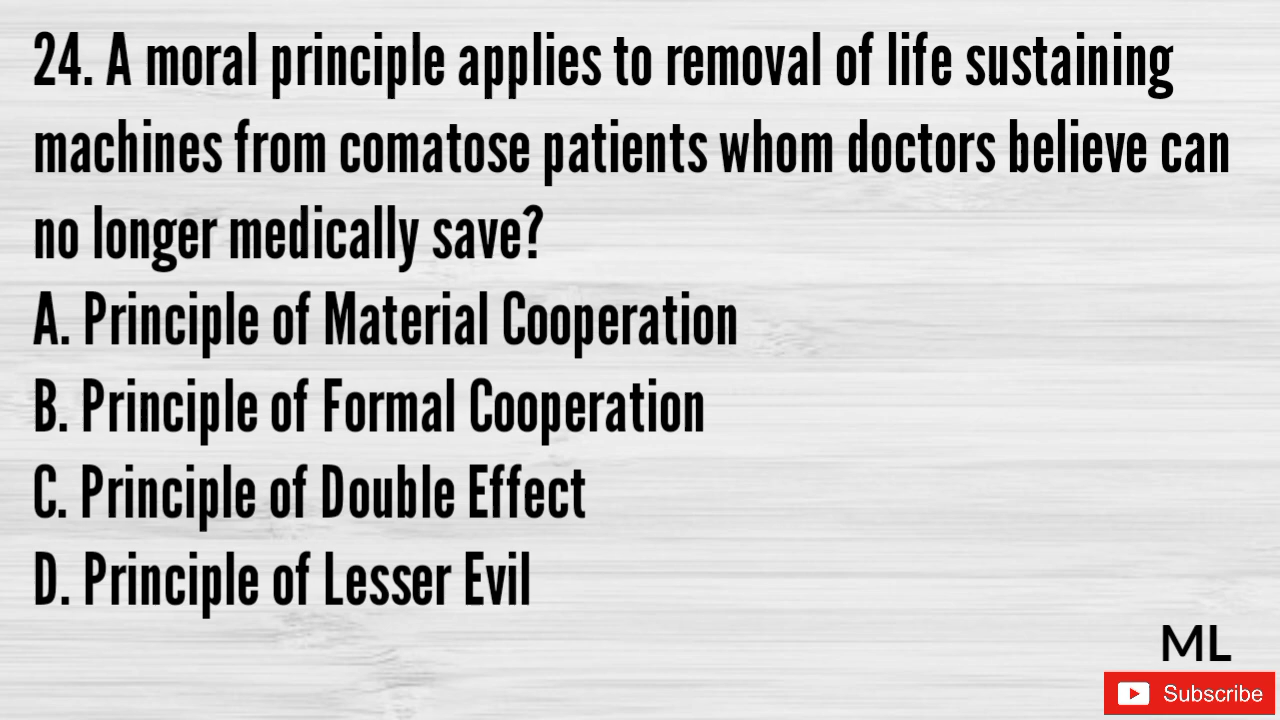 24. A moral principle applies to removal of life sustaining
machines from comatose patients whom doctors believe can
no longer medically save?
A. Principle of Material Cooperation
B. Principle of Formal Cooperation
C. Principle of Double Effect
D. Principle of Lesser Evil
ML
Subscribe